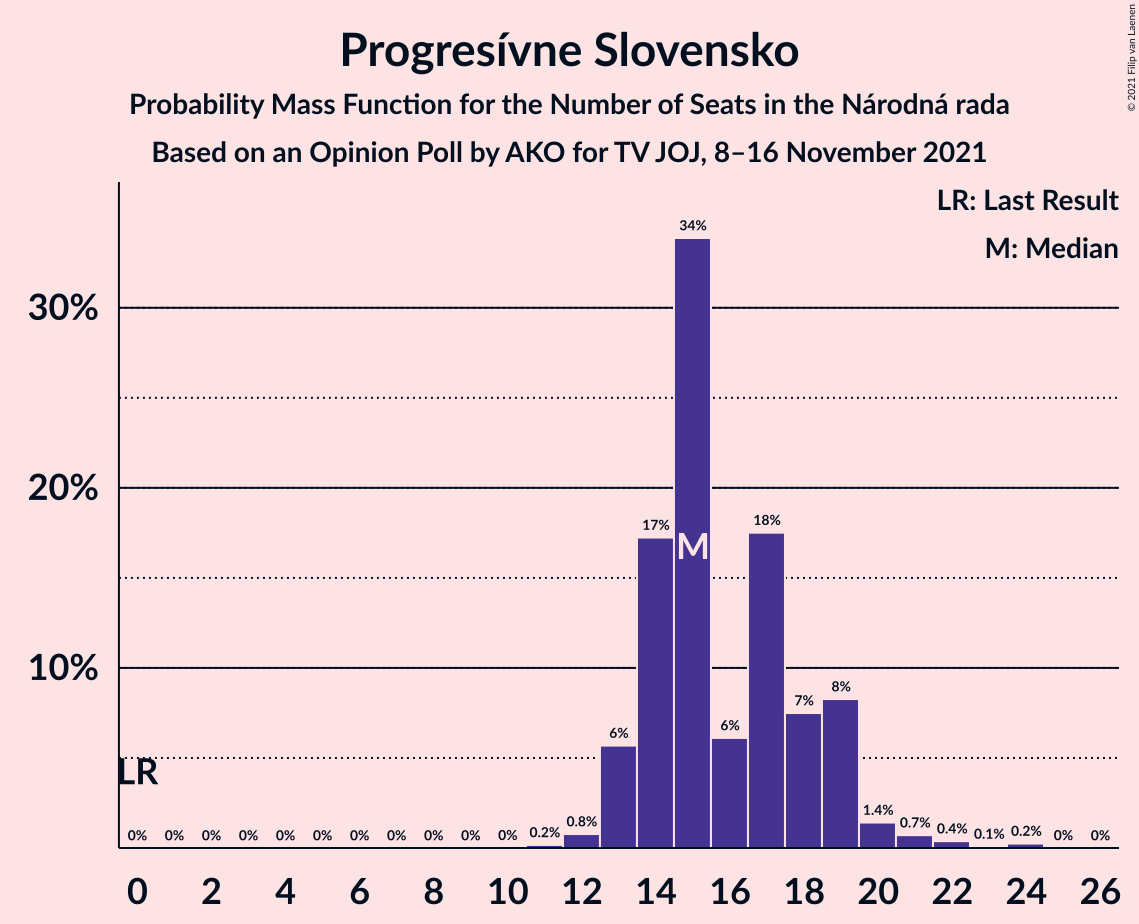 Progresívne Slovensko
Probability Mass Function for the Number of Seats in the Národná rada
Based on an Opinion Poll by AKO for TV JOJ, 8–16 November 2021
© 2021 Filip van Laenen
LR: Last Result
M: Median
30%
20%
10%
34%
17%
M
18%
6%
6%
7%
8%
LR
0% 0% 0% 0% 0% 0% 0% 0% 0% 0% 0% 0.2% 0.8% 1.4% 0.7% 0.4% 0.1% 0.2% 0% 0%
0 2 4 6 8 10 12 14 16 18 20 22 24 26